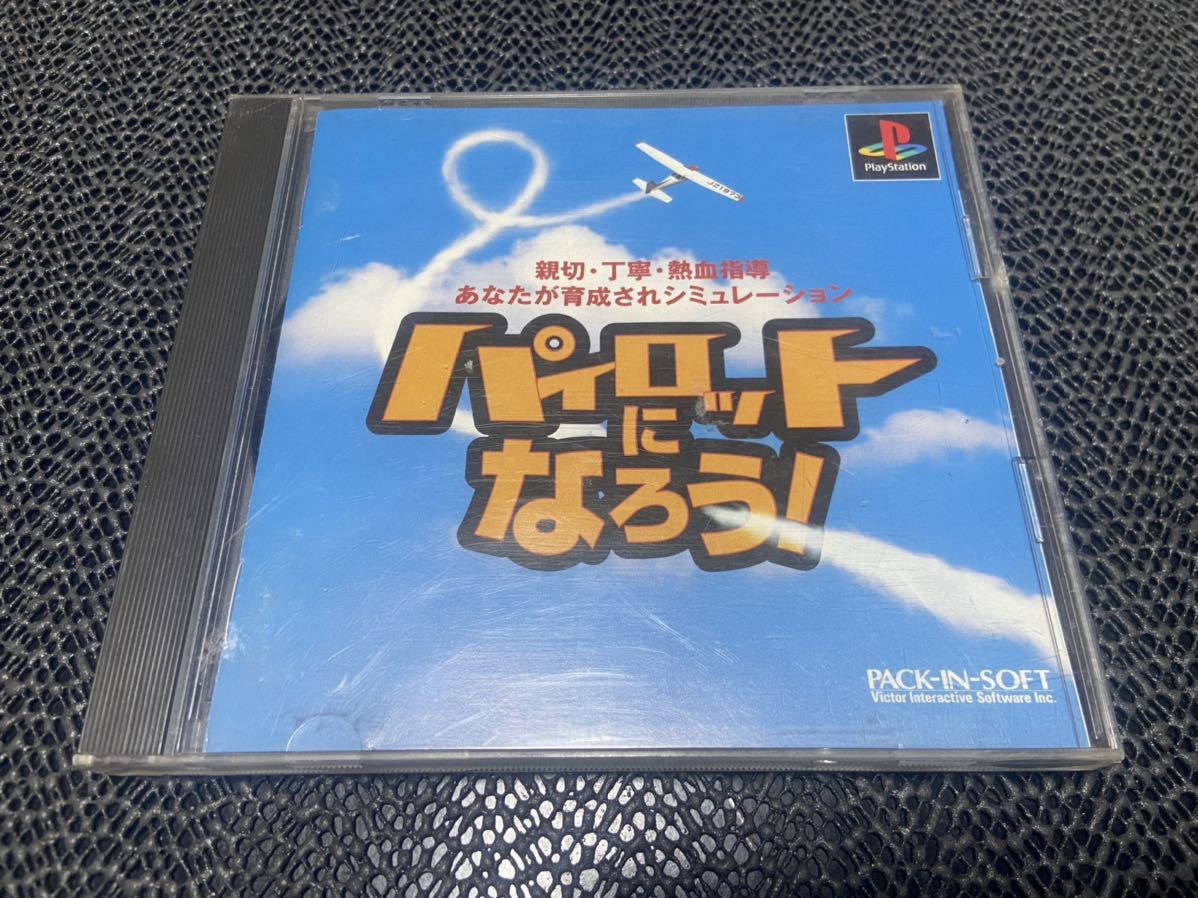 J2197
PlayStation
親切・丁寧・熱血指導
あなたが育成されシミュレーション
パイロット
に
なろう!
PACK-IN-SOFT
Victor Interactive Software Inc.